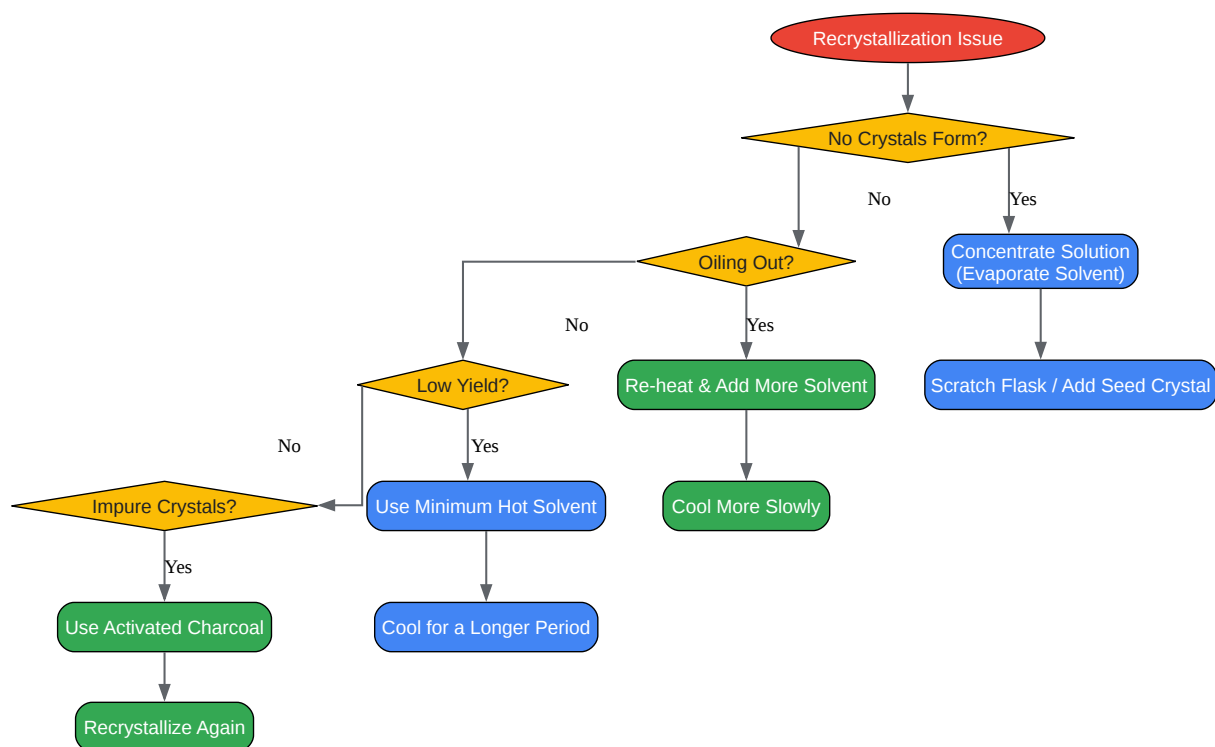 Recrystallization Issue
No Crystals Form?
No
Yes
Concentrate Solution
(Evaporate Solvent)
Oiling Out?
No
Yes
Low Yield?
Re-heat & Add More Solvent
Scratch Flask / Add Seed Crystal
No
Yes
Impure Crystals?
Use Minimum Hot Solvent
Cool More Slowly
Yes
Use Activated Charcoal
Cool for a Longer Period
Recrystallize Again